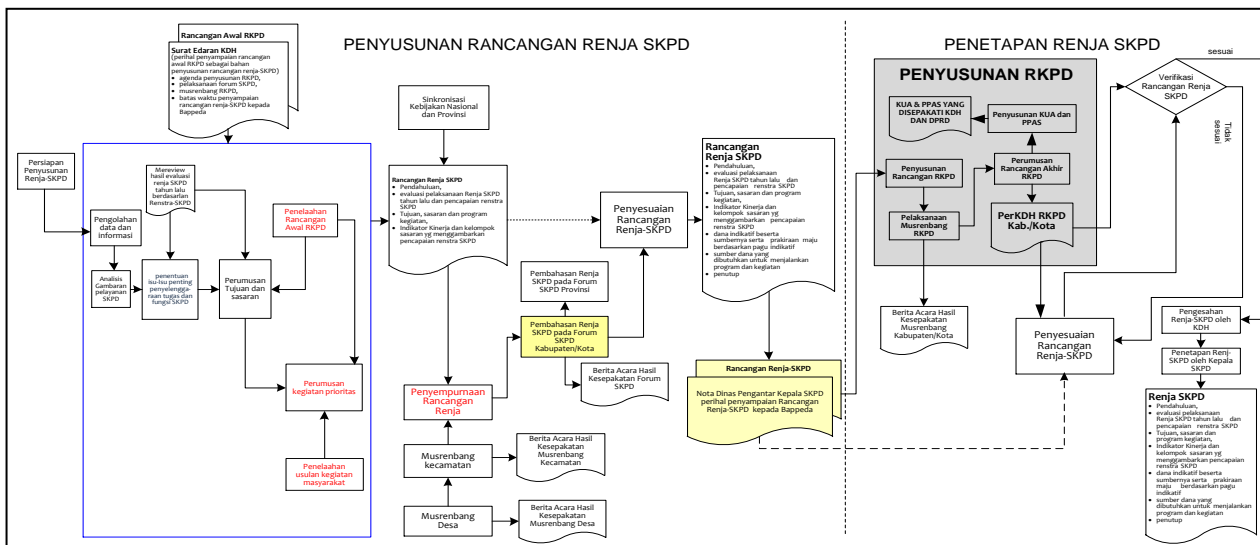 PENYUSUNAN RANCANGAN RENJA SKPD
PENETAPAN RENJA SKPD
Rancangan Awal RKPD
Surat Edaran KDH
(perihal penyampaian rancangan
awal RKPD sebagai bahan
penyusunan rancangan renja-SKPD)
• agenda penyusunan RKPD,
• pelaksanaan forum SKPD,
• musrenbang RKPD,
• batas waktu penyampaian
rancangan renja-SKPD kepada
Bappeda
Persiapan
Penyusunan
Renja-SKPD
Pengolahan
data dan
informasi
Analisis
Gambaran
pelayanan
SKPD
Mereview
hasil evaluasi
renja SKPD
tahun lalu
berdasarlan
Renstra-SKPD
penentuan
isu-Isu penting
penyelengga-
raan tugas dan
fungsi SKPD
Perumusan
Tujuan dan
sasaran
Penelaahan
Rancangan
Awal RKPD
Perumusan
kegiatan prioritas
Penelaahan
usulan kegiatan
masyarakat
Sinkronisasi
Kebijakan Nasional
dan Provinsi
Rancangan Renja SKPD
• Pendahuluan,
• evaluasi pelaksanaan Renja SKPD
tahun lalu dan pencapaian renstra
SKPD
• Tujuan, sasaran dan program
kegiatan,
• Indikator Kinerja dan kelompok
sasaran yg menggambarkan
pencapaian renstra SKPD
Penyempurnaan
Rancangan
Renja
Musrenbang
kecamatan
Musrenbang
Desa
Berita Acara Hasil
Kesepakatan
Musrenbang
Kecamatan
Berita Acara Hasil
Kesepakatan
Musrenbang Desa
Pembahasan Renja
SKPD pada Forum
SKPD Provinsi
Pembahasan Renja
SKPD pada Forum
SKPD
Kabupaten/Kota
Berita Acara Hasil
Kesepakatan Forum
SKPD
Penyesuaian
Rancangan
Renja-SKPD
Rancangan
Renja SKPD
• Pendahuluan,
• evaluasi pelaksanaan
Renja SKPD tahun lalu dan
pencapaian renstra SKPD
• Tujuan, sasaran dan program
kegiatan,
• Indikator Kinerja dan
kelompok sasaran yg
menggambarkan pencapaian
renstra SKPD
• dana indikatif beserta
sumbernya serta prakiraan maju
berdasarkan pagu indikatif
• sumber dana yang
dibutuhkan untuk menjalankan
program dan kegiatan
• penutup
Rancangan Renja-SKPD
Nota Dinas Pengantar Kepala SKPD
perihal penyampaian Rancangan
Renja-SKPD kepada Bappeda
PENYUSUNAN RKPD
KUA & PPAS YANG
DISEPAKATI KDH
DAN DPRD
Penyusunan KUA dan
PPAS
Penyusunan
Rancangan RKPD
Perumusan
Rancangan Akhir
RKPD
Pelaksanaan
Musrenbang
RKPD
PerKDH RKPD
Kab./Kota
Berita Acara Hasil
Kesepakatan
Musrenbang
Kabupaten/Kota
Penyesuaian
Rancangan
Renja-SKPD
sesuai
Verifikasi
Rancangan Renja
SKPD
Tidak
sesuai
Pengesahan
Renja-SKPD oleh
KDH
Penetapan Renj-
SKPD oleh Kepala
SKPD
Renja SKPD
• Pendahuluan,
• evaluasi pelaksanaan
Renja SKPD tahun lalu dan
pencapaian renstra SKPD
• Tujuan, sasaran dan
program kegiatan,
• Indikator Kinerja dan
kelompok sasaran yg
menggambarkan pencapaian
renstra SKPD
• dana indikatif beserta
sumbernya serta prakiraan
maju berdasarkan pagu
indikatif
• sumber dana yang
dibutuhkan untuk menjalankan
program dan kegiatan
• penutup